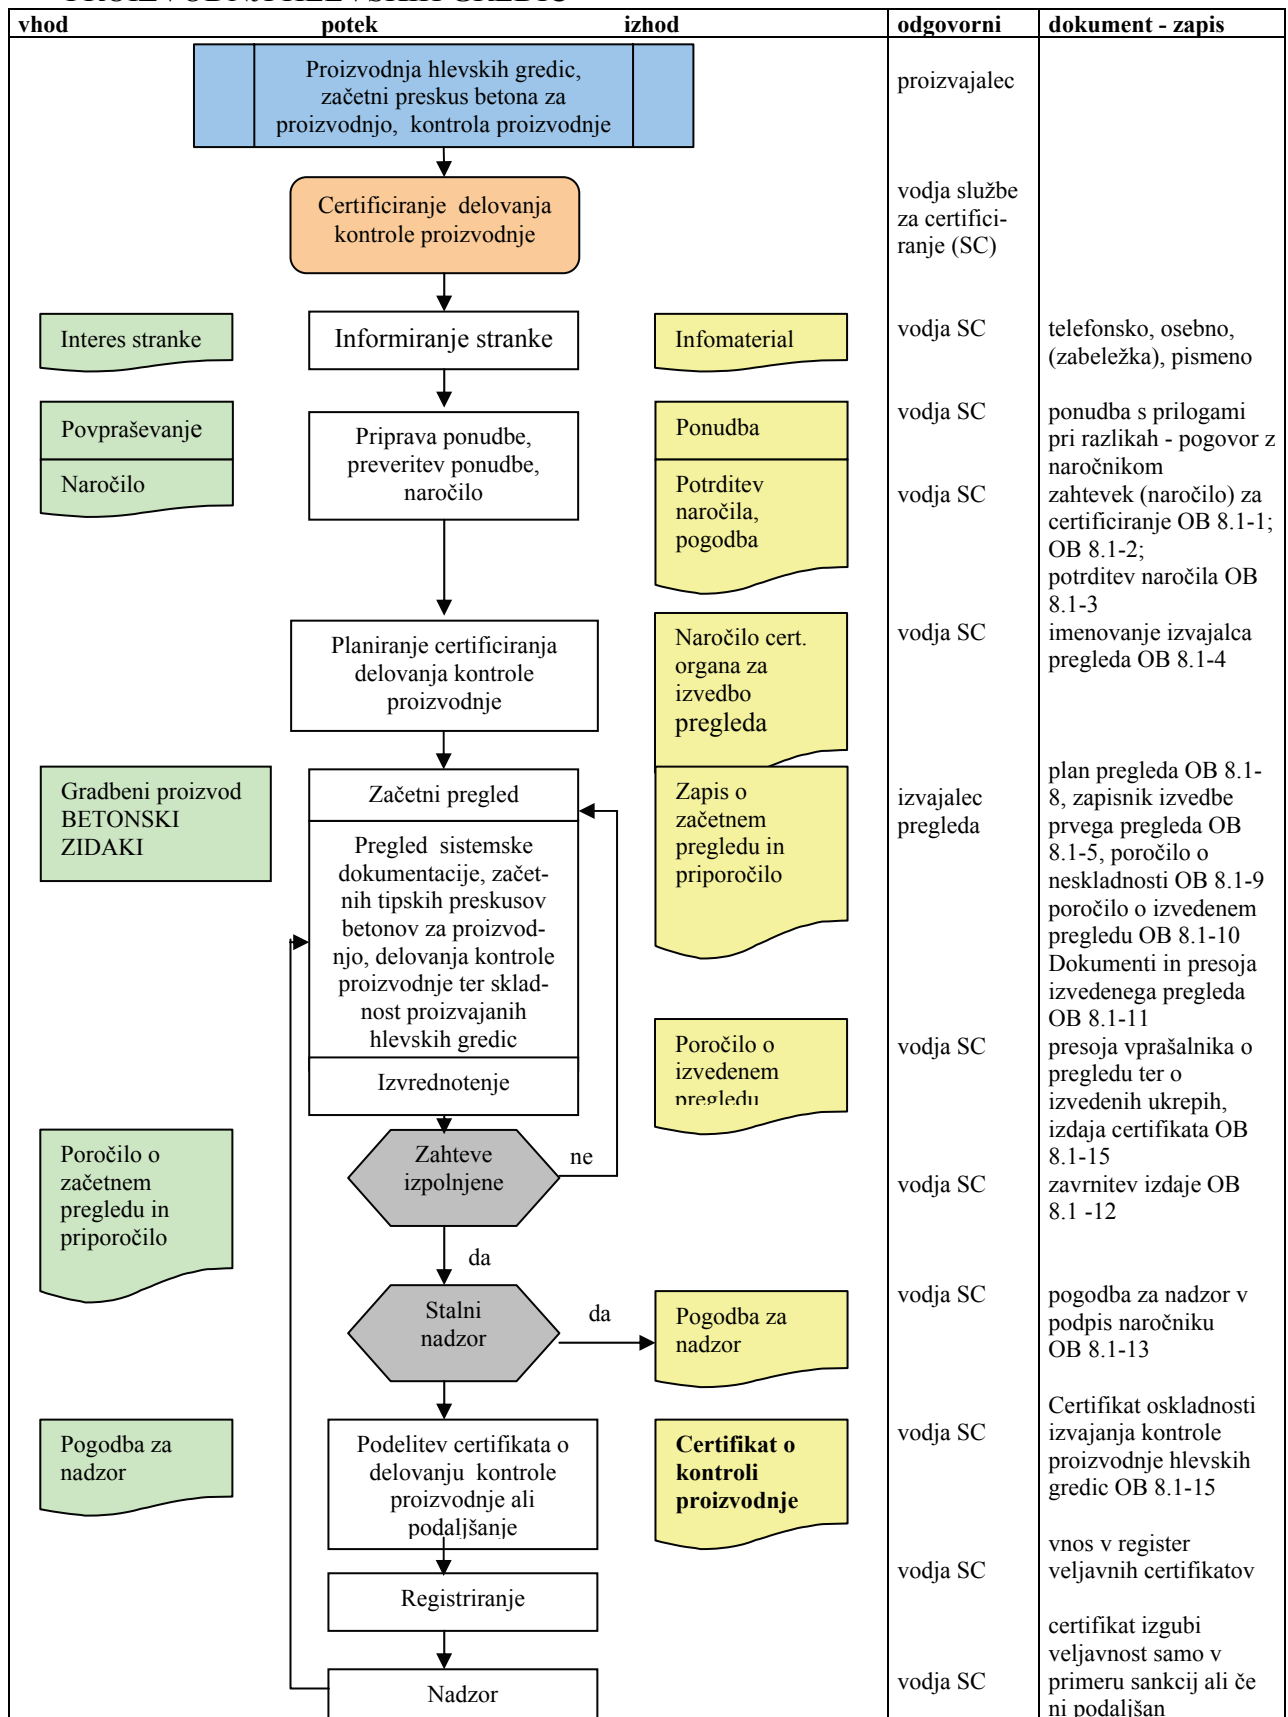 PROIZVODNJI HLEVSKIH GREDIC
vhod potek izhod odgovorni dokument - zapis
Proizvodnja hlevskih gredic,
začetni preskus betona za
proizvodnjo, kontrola proizvodnje
proizvajalec
Certificiranje delovanja
kontrole proizvodnje
vodja službe
za certifici-
ranje (SC)
Interes stranke
Informiranje stranke
Infomaterial
vodja SC
telefonsko, osebno,
(zabeležka), pismeno
Povpraševanje
Naročilo
Priprava ponudbe,
preveritev ponudbe,
naročilo
Ponudba
Potrditev
naročila,
pogodba
vodja SC
vodja SC
ponudba s prilogami
pri razlikah - pogovor z
naročnikom
zahtevek (naročilo) za
certificiranje OB 8.1-1;
OB 8.1-2;
potrditev naročila OB
8.1-3
Planiranje certificiranja
delovanja kontrole
proizvodnje
Naročilo cert.
organa za
izvedbo
pregleda
vodja SC
imenovanje izvajalca
pregleda OB 8.1-4
Gradbeni proizvod
BETONSKI
ZIDAKI
Začetni pregled
Pregled sistemske
dokumentacije, začet-
nih tipskih preskusov
betonov za proizvod-
njo, delovanja kontrole
proizvodnje ter sklad-
nost proizvajanih
hlevskih gredic
Izvrednotenje
Zapis o
začetnem
pregledu in
priporočilo
izvajalec
pregleda
plan pregleda OB 8.1-
8, zapisnik izvedbe
prvega pregleda OB
8.1-5, poročilo o
neskladnosti OB 8.1-9
poročilo o izvedenem
pregledu OB 8.1-10
Dokumenti in presoja
izvedenega pregleda
OB 8.1-11
Poročilo o
izvedenem
pregledu
vodja SC
presoja vprašalnika o
pregledu ter o
izvedenih ukrepih,
izdaja certifikata OB
8.1-15
Poročilo o
začetnem
pregledu in
priporočilo
Zahteve
izpolnjene
ne
da
vodja SC
zavrnitev izdaje OB
8.1 -12
Stalni
nadzor
da
Pogodba za
nadzor
vodja SC
pogodba za nadzor v
podpis naročniku
OB 8.1-13
Pogodba za
nadzor
Podelitev certifikata o
delovanju kontrole
proizvodnje ali
podaljšanje
Certifikat o
kontroli
proizvodnje
vodja SC
Certifikat oskladnosti
izvajanja kontrole
proizvodnje hlevskih
gredic OB 8.1-15
Registriranje
vodja SC
vnos v register
veljavnih certifikatov
Nadzor
vodja SC
certifikat izgubi
veljavnost samo v
primeru sankcij ali če
ni podaljšan